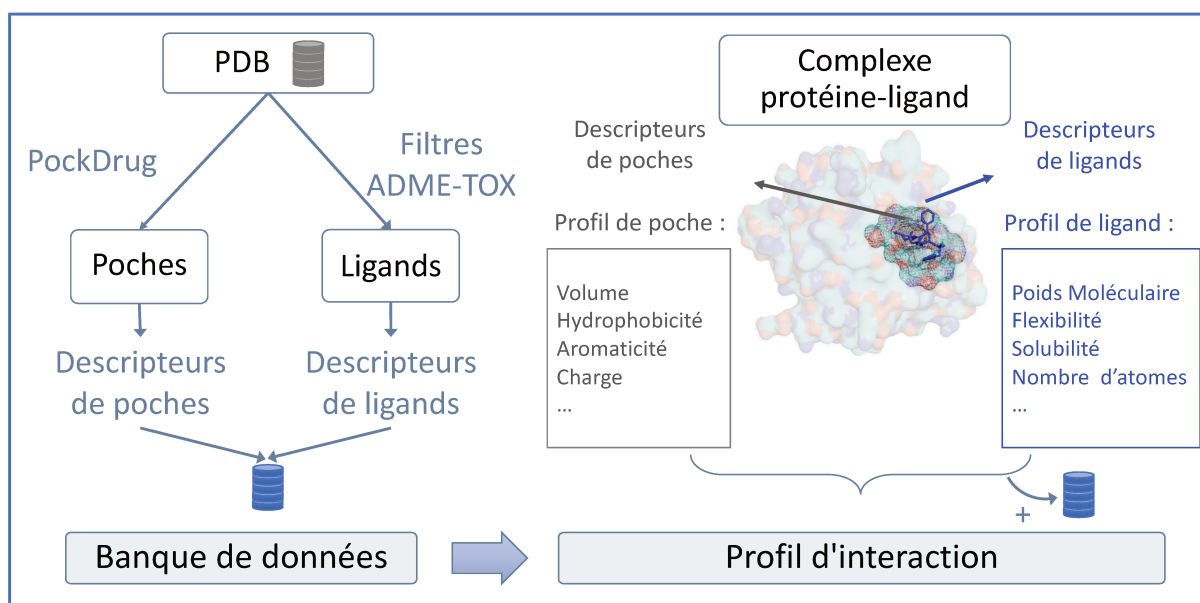 PDB
PockDrug
Filtres
ADME-TOX
Poches
Ligands
Descripteurs
de poches
Descripteurs
de ligands
Banque de données
Complexe
protéine-ligand
Descripteurs
de poches
Descripteurs
de ligands
Profil de poche :
Volume
Hydrophobicité
Aromaticité
Charge
...
Profil de ligand :
Poids Moléculaire
Flexibilité
Solubilité
Nombre d’atomes
...
+
Profil d'interaction